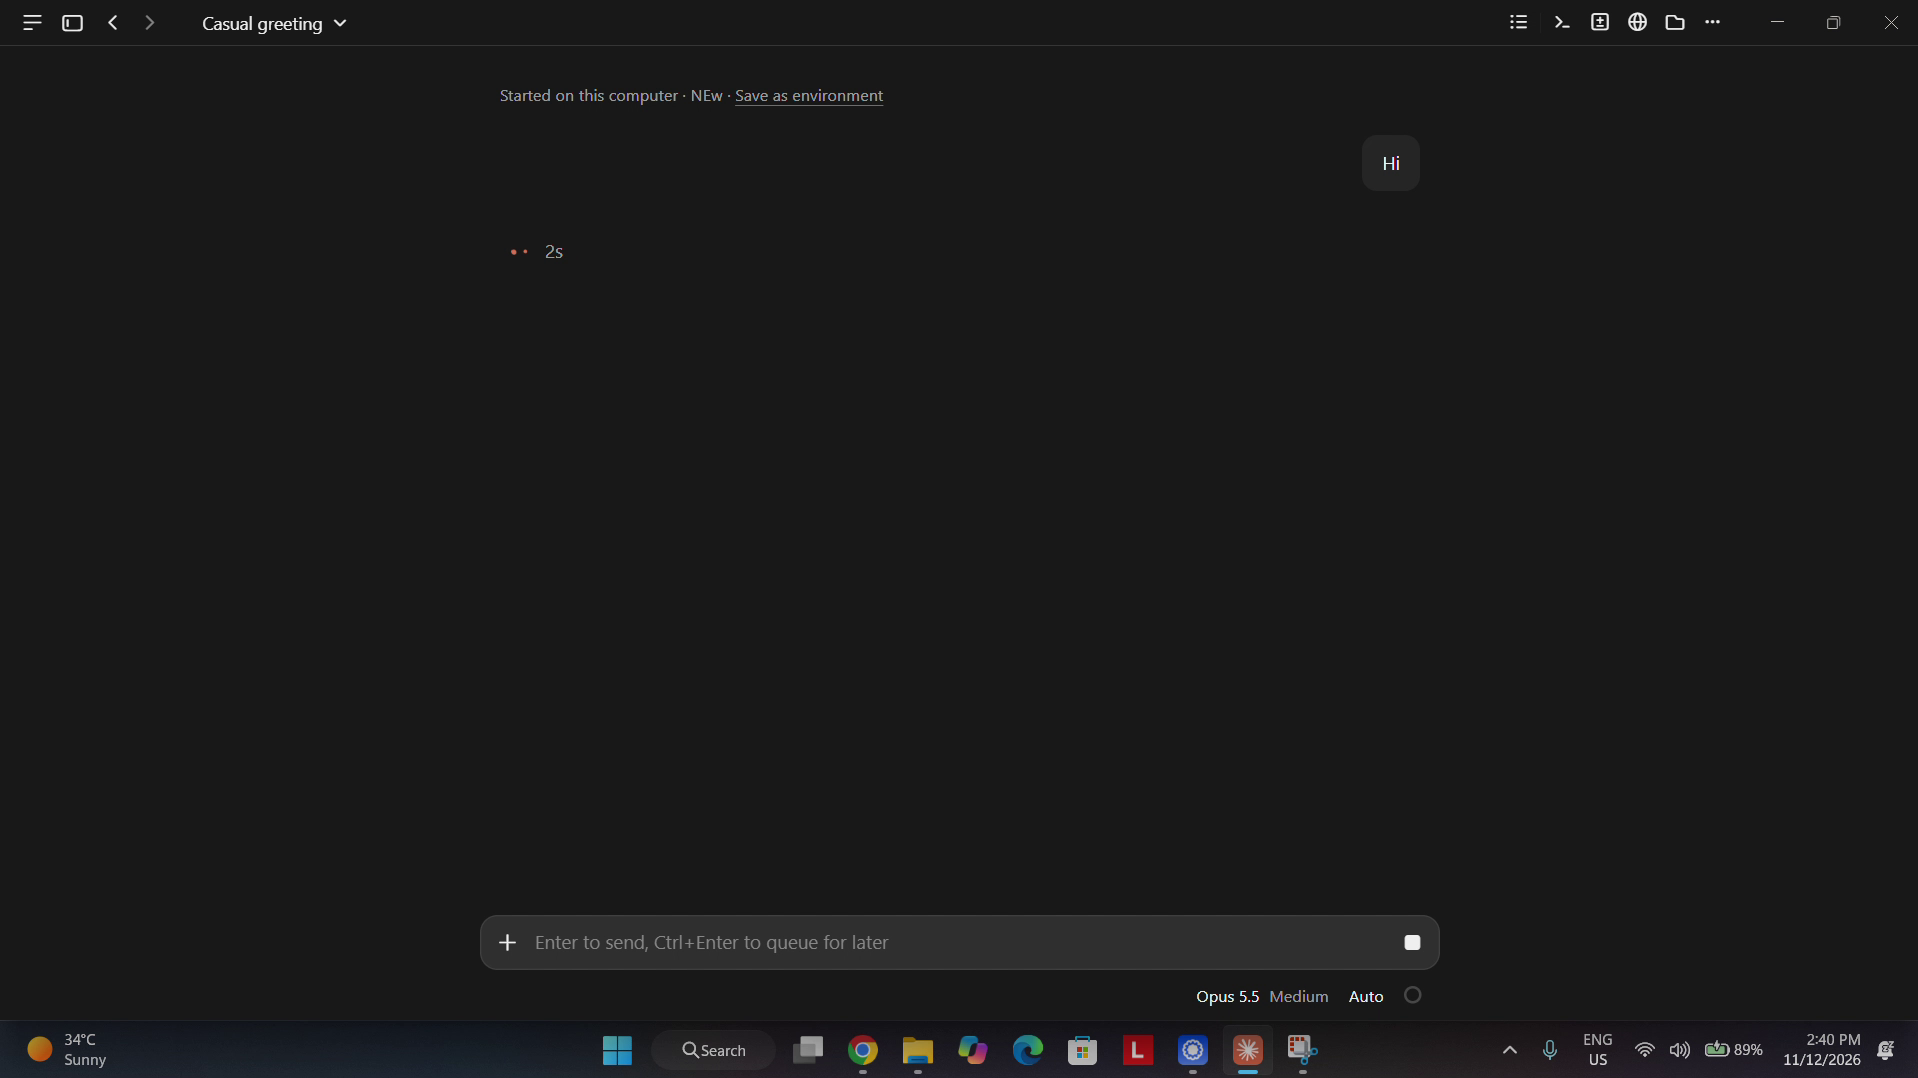 Casual greeting
Started on this computer · NEw · Save as environment
Hi
2s
Enter to send, Ctrl+Enter to queue for later
Opus 5.5 Medium Auto
34°C
Sunny
Search
L
ENG
US
89%
2:40 PM
11/12/2026